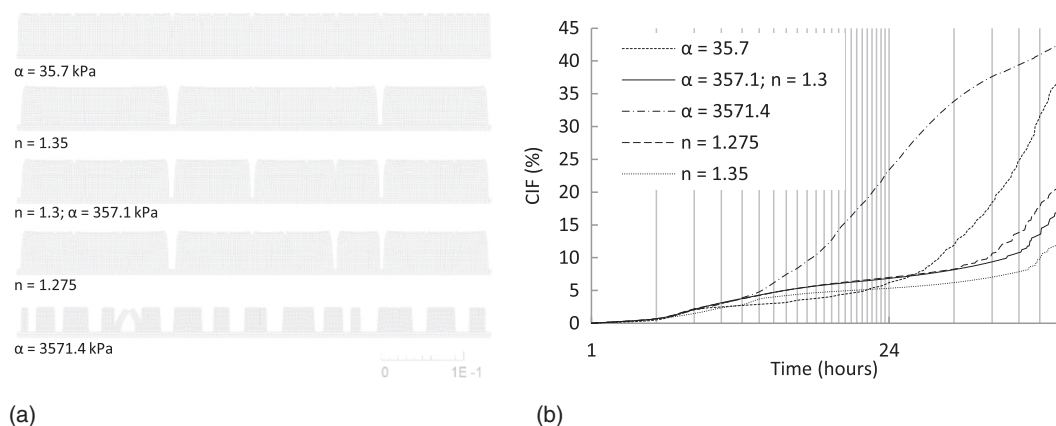 α = 35.7 kPa
n = 1.35
n = 1.3; α = 357.1 kPa
n = 1.275
α = 3571.4 kPa
0 1E -1
(a)
45
40
35
30
25
20
15
10
5
0
CIF (%)
α = 35.7
α = 357.1; n = 1.3
α = 3571.4
n = 1.275
n = 1.35
1 24
Time (hours)
(b)